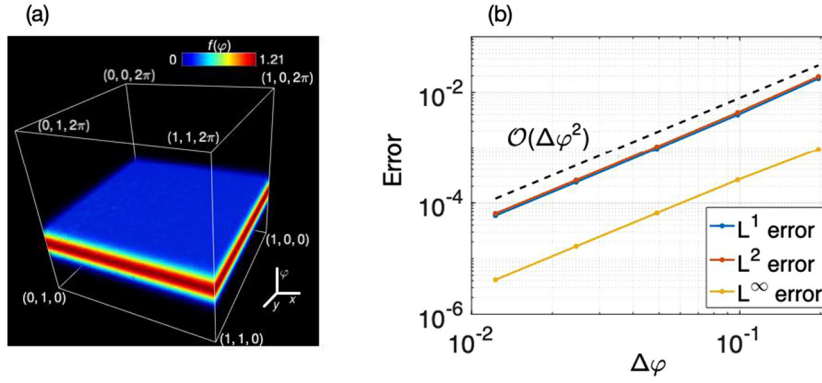 (a)
f(φ)
0 1.21
(0, 0, 2π)
(1, 0, 2π)
(0, 1, 2π)
(1, 1, 2π)
(1, 0, 0)
(0, 1, 0)
(1, 1, 0)
φ
y x
(b)
Error
10⁻²
10⁻⁴
10⁻⁶
𝒪(Δφ²)
L¹ error
L² error
L∞ error
10⁻² 10⁻¹
Δφ